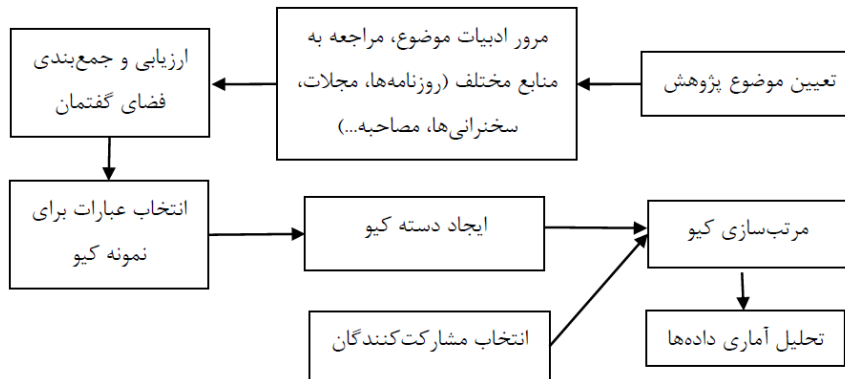 تعیین موضوع پژوهش
مرور ادبیات موضوع، مراجعه به
منابع مختلف (روزنامه‌ها، مجلات،
سخنرانی‌ها، مصاحبه...)
ارزیابی و جمع‌بندی
فضای گفتمان
انتخاب عبارات برای
نمونه کیو
ایجاد دسته کیو
مرتب‌سازی کیو
انتخاب مشارکت‌کنندگان
تحلیل آماری داده‌ها